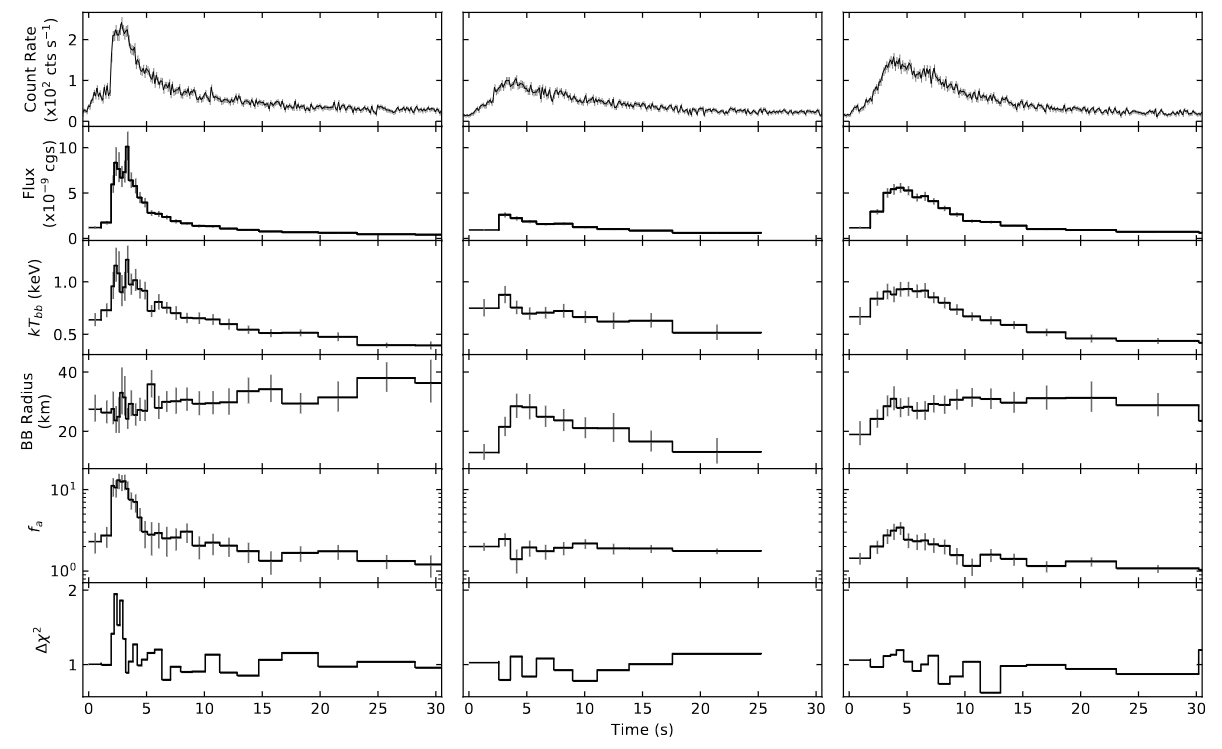 Count Rate
(x10² cts s⁻¹)
2
1
0
Flux
(x10⁻⁹ cgs)
10
5
0
kT_bb (keV)
1.0
0.5
BB Radius
(km)
40
20
f_a
10¹
10⁰
Δχ²
2
1
0 5 10 15 20 25 30 0 5 10 15 20 25 30 0 5 10 15 20 25 30
Time (s)